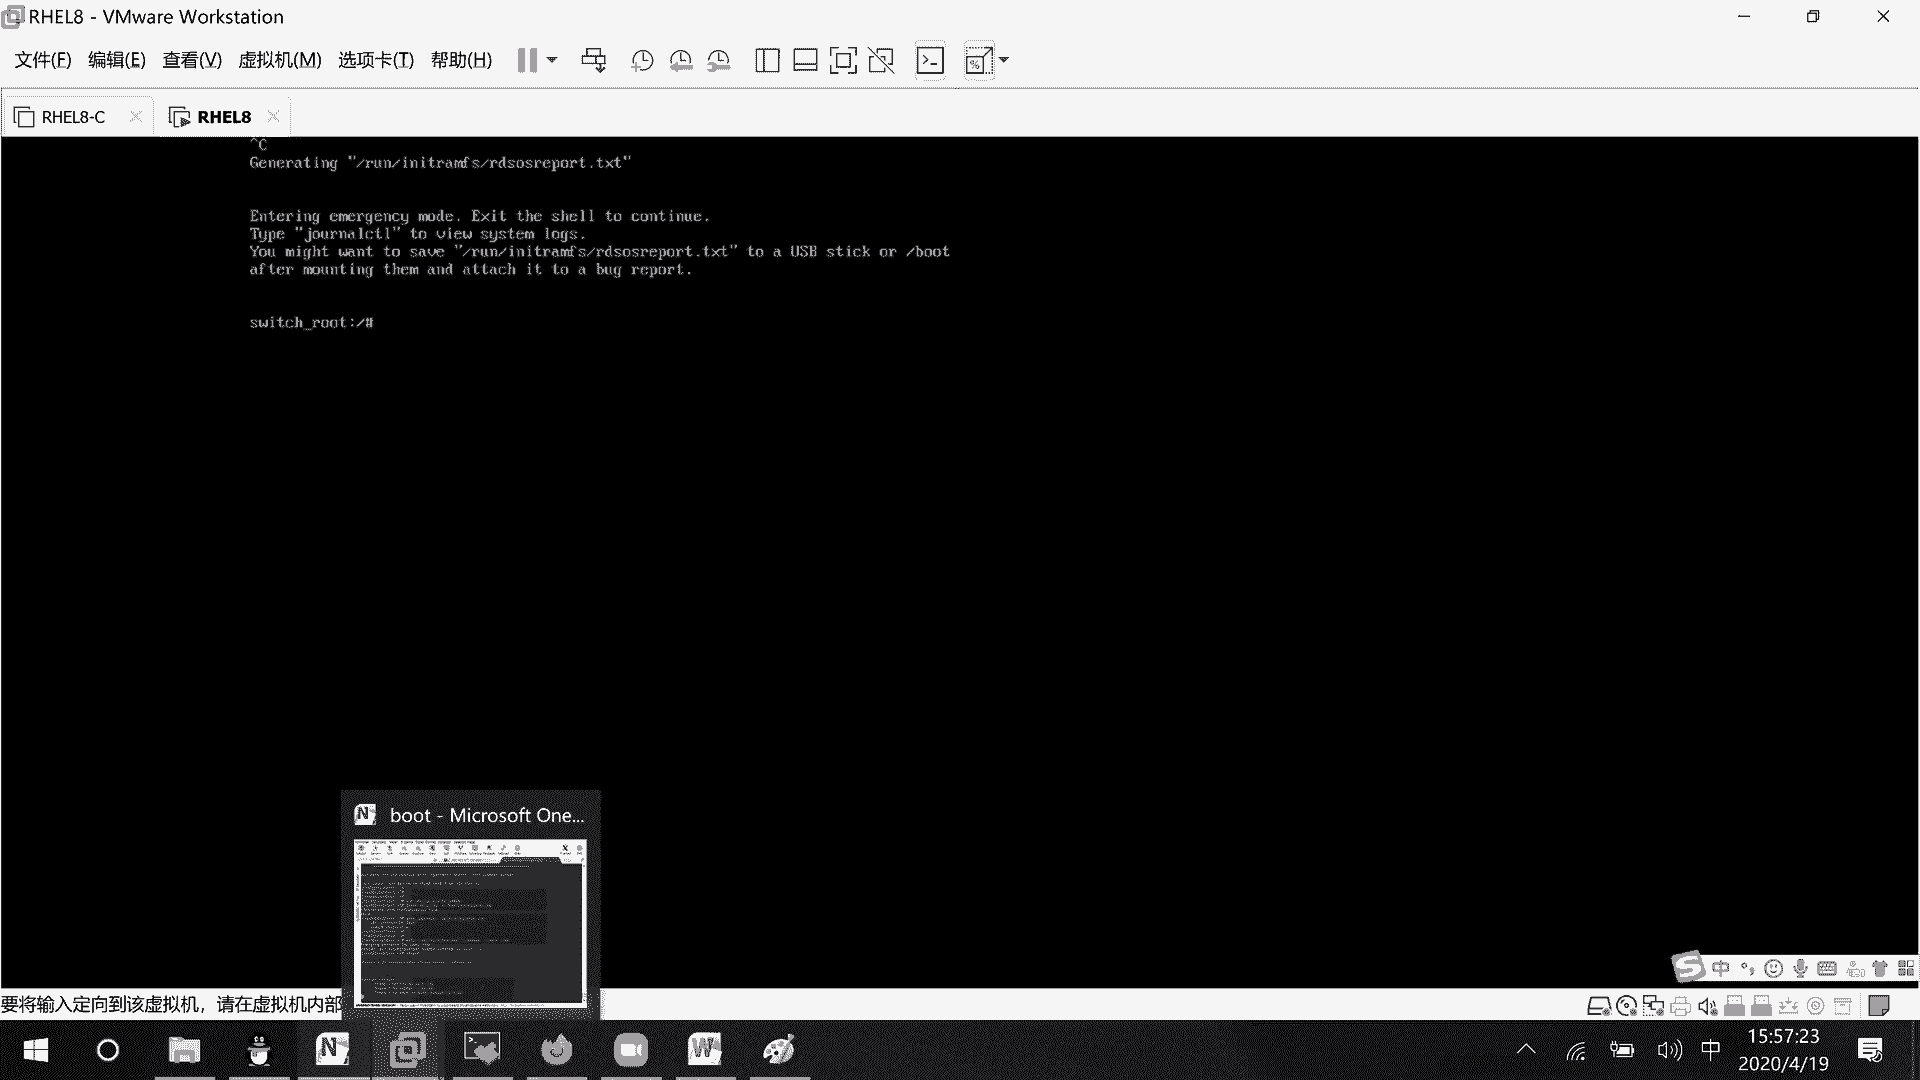 RHEL8 - VMware Workstation
文件(F) 编辑(E) 查看(V) 虚拟机(M) 选项卡(T) 帮助(H)
RHEL8-C RHEL8
^C
Generating "/run/initramfs/rdsosreport.txt"
Entering emergency mode. Exit the shell to continue.
Type "journalctl" to view system logs.
You might want to save "/run/initramfs/rdsosreport.txt" to a USB stick or /boot
after mounting them and attach it to a bug report.
switch_root:/#
boot - Microsoft One...
中
要将输入定向到该虚拟机，请在虚拟机内部
中
15:57:23
2020/4/19